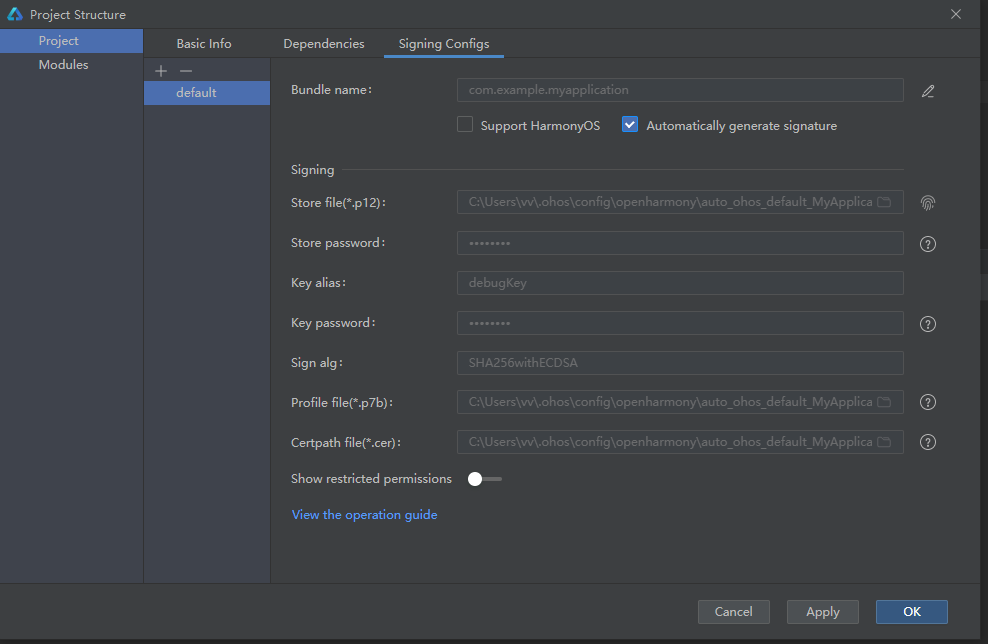 Project Structure
Project
Modules
Basic Info
Dependencies
Signing Configs
default
Bundle name:
com.example.myapplication
Support HarmonyOS
Automatically generate signature
Signing
Store file(*.p12):
C:\Users\vv\.ohos\config\openharmony\auto_ohos_default_MyApplica
Store password:
••••••••
Key alias:
debugKey
Key password:
••••••••
Sign alg:
SHA256withECDSA
Profile file(*.p7b):
C:\Users\vv\.ohos\config\openharmony\auto_ohos_default_MyApplica
Certpath file(*.cer):
C:\Users\vv\.ohos\config\openharmony\auto_ohos_default_MyApplica
Show restricted permissions
View the operation guide
Cancel
Apply
OK